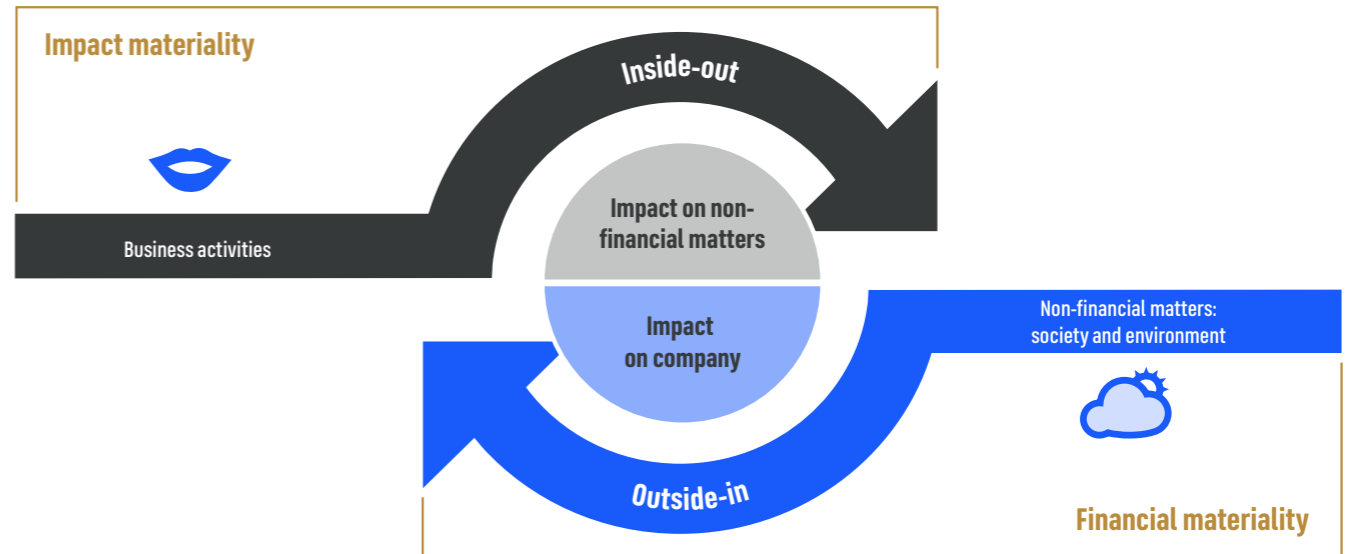 Impact materiality
Inside-out
Business activities
Impact on non-
financial matters
Impact
on company
Non-financial matters:
society and environment
Outside-in
Financial materiality